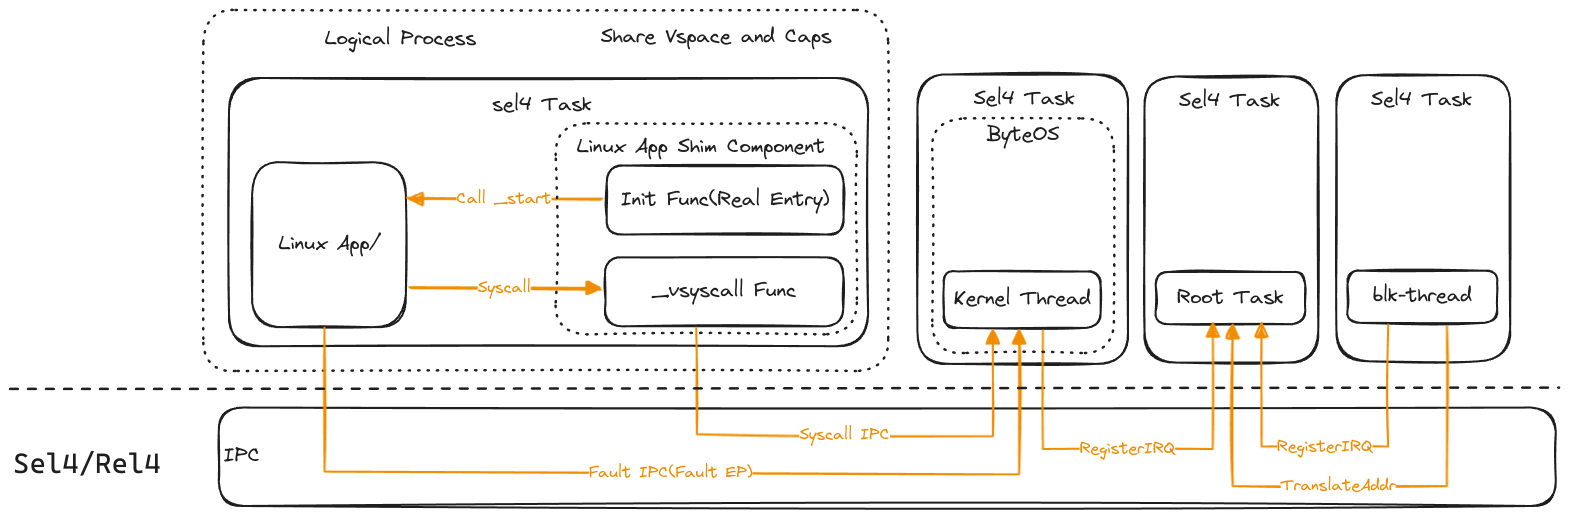 Logical Process
Share Vspace and Caps
sel4 Task
Linux App Shim Component
Init Func(Real Entry)
Call _start
Linux App/
Syscall
_vsyscall Func
Sel4 Task
ByteOS
Kernel Thread
Sel4 Task
Root Task
Sel4 Task
blk-thread
Sel4/Rel4
IPC
Syscall IPC
Fault IPC(Fault EP)
RegisterIRQ
RegisterIRQ
TranslateAddr